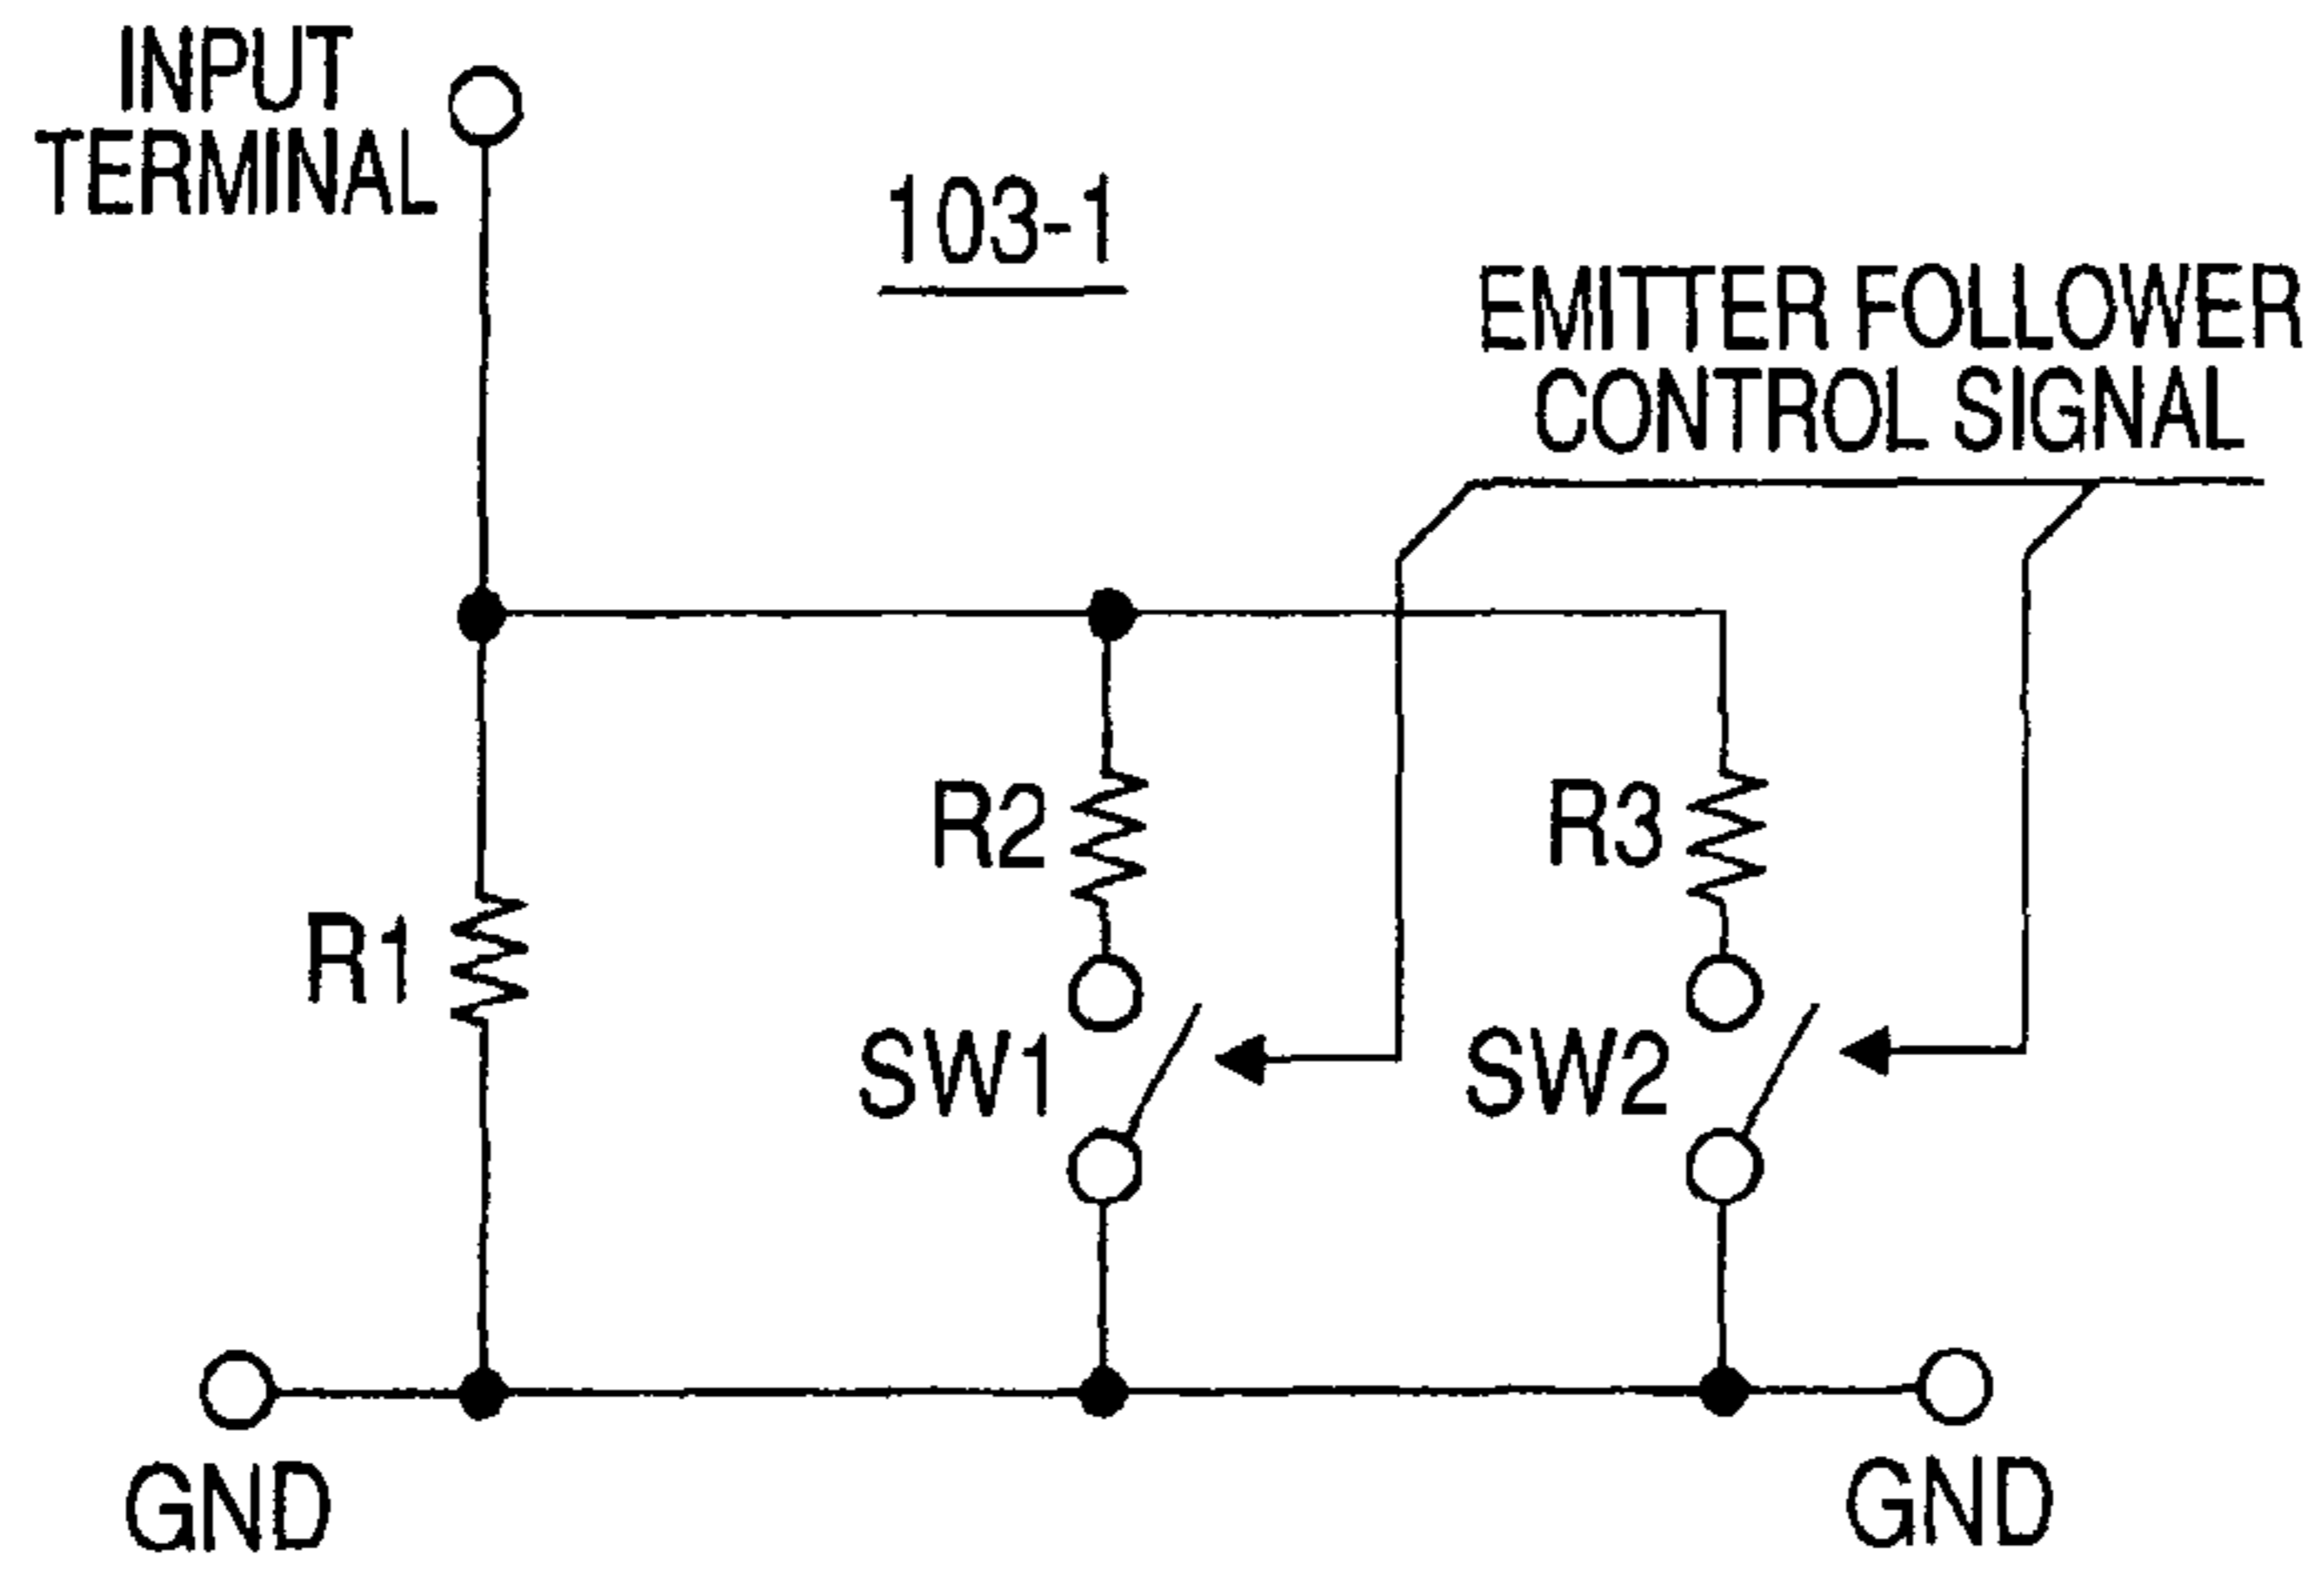 INPUT
TERMINAL
103-1
EMITTER FOLLOWER
CONTROL SIGNAL
R2
R3
R1
SW1
SW2
GND
GND